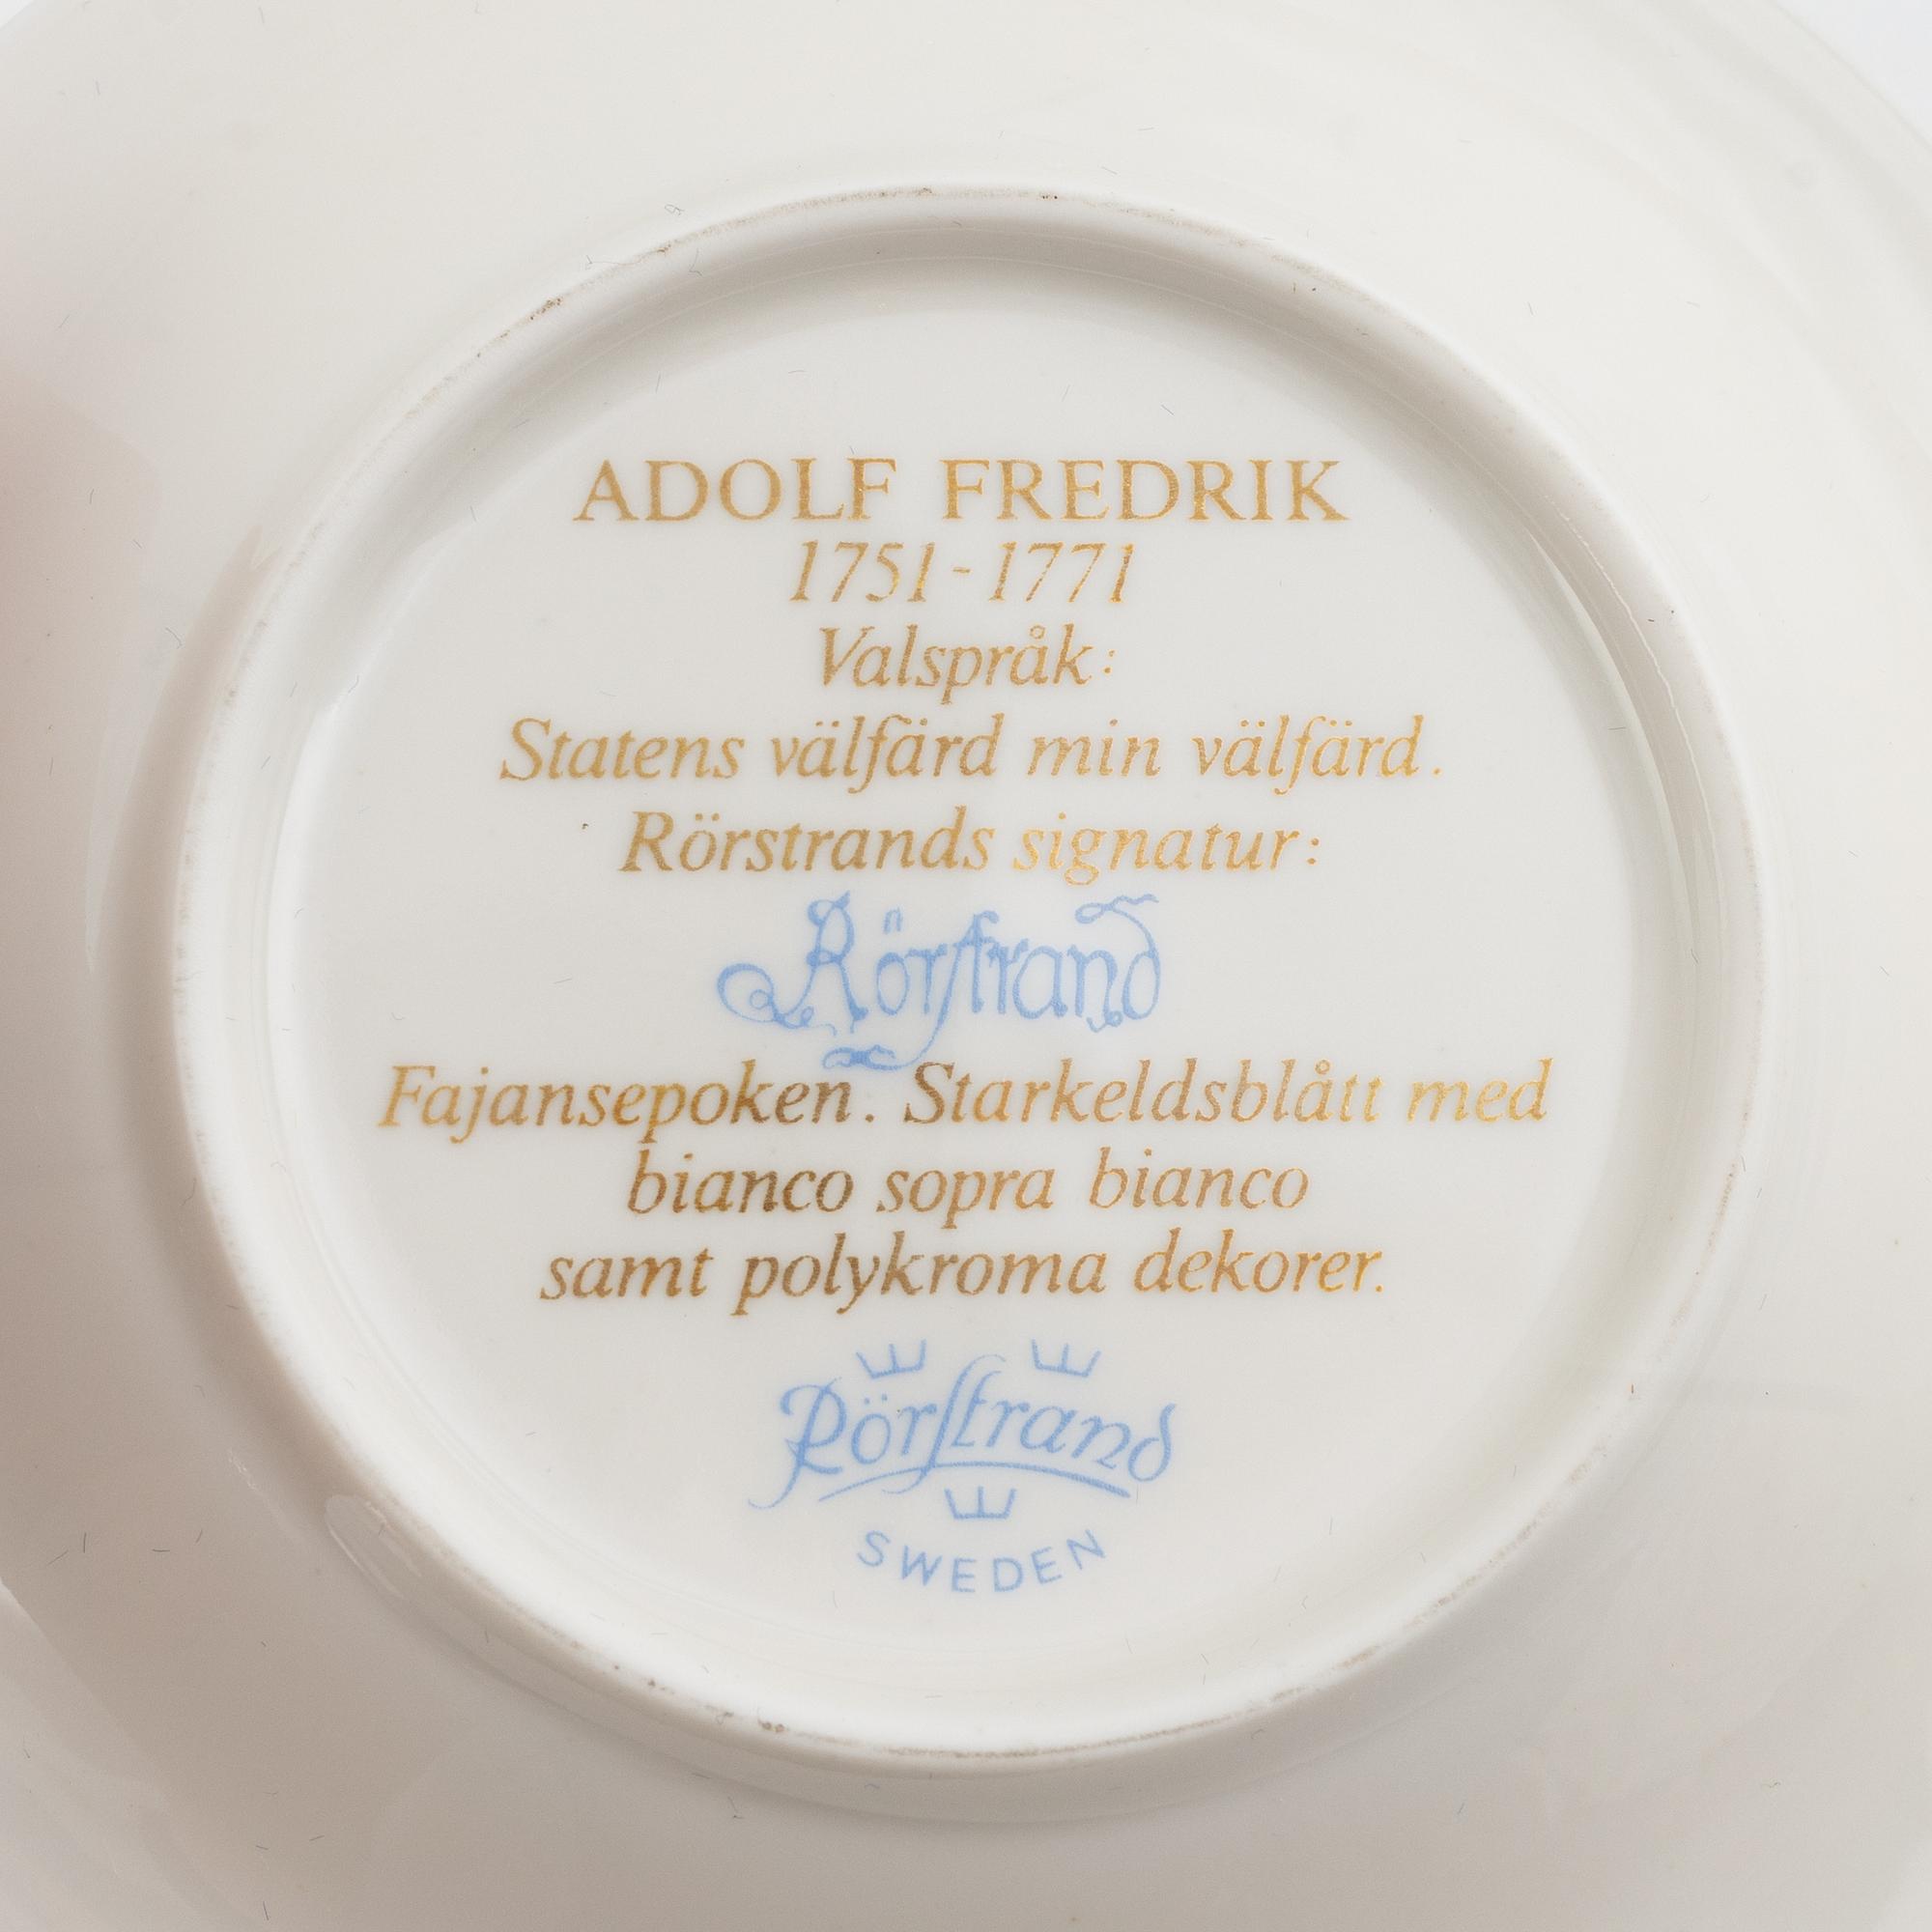 ADOLF FREDRIK
1751-1771
Valspråk:
Statens välfärd min välfärd.
Rörstrands signatur:
Rörstrand
Fajansepoken. Starkeldsblått med
bianco sopra bianco
samt polykroma dekorer.
Rörstrand
SWEDEN